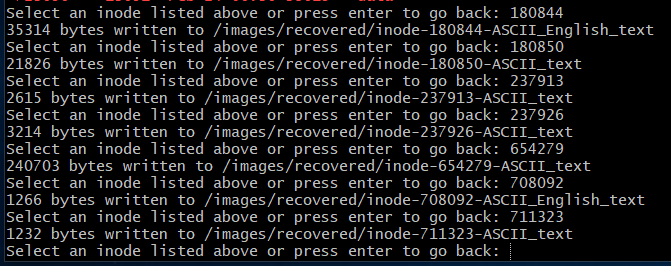 Select an inode listed above or press enter to go back: 180844
35314 bytes written to /images/recovered/inode-180844-ASCII_English_text
Select an inode listed above or press enter to go back: 180850
21826 bytes written to /images/recovered/inode-180850-ASCII_text
Select an inode listed above or press enter to go back: 237913
2615 bytes written to /images/recovered/inode-237913-ASCII_text
Select an inode listed above or press enter to go back: 237926
3214 bytes written to /images/recovered/inode-237926-ASCII_text
Select an inode listed above or press enter to go back: 654279
240703 bytes written to /images/recovered/inode-654279-ASCII_text
Select an inode listed above or press enter to go back: 708092
1266 bytes written to /images/recovered/inode-708092-ASCII_English_text
Select an inode listed above or press enter to go back: 711323
1232 bytes written to /images/recovered/inode-711323-ASCII_text
Select an inode listed above or press enter to go back: